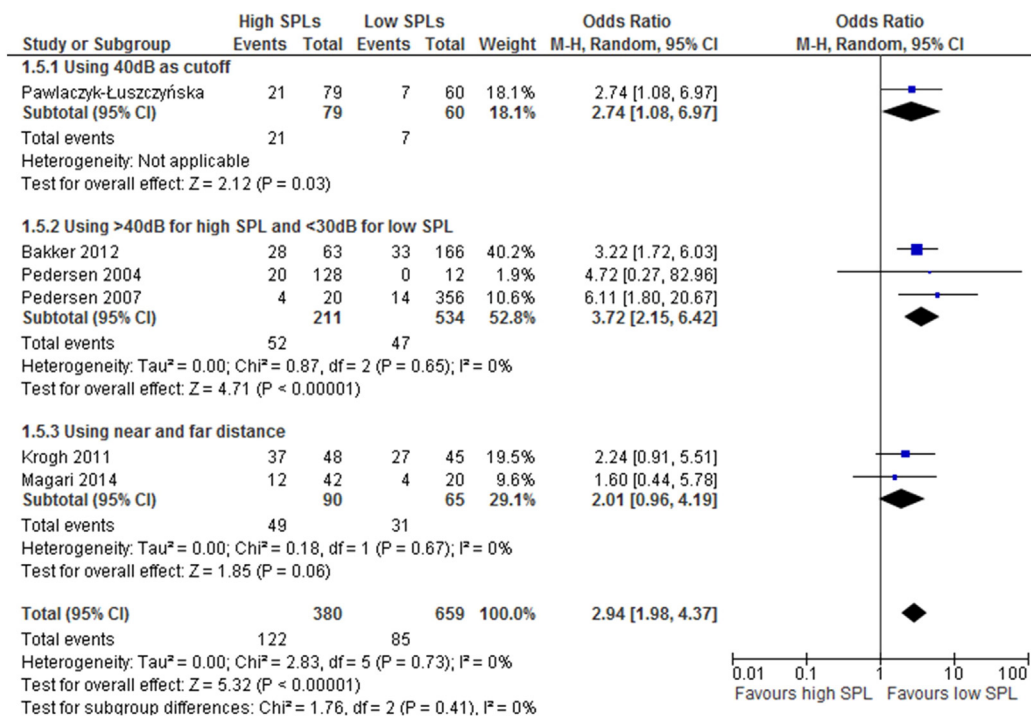 High SPLs Low SPLs Odds Ratio Odds Ratio
Study or Subgroup Events Total Events Total Weight M-H, Random, 95% CI M-H, Random, 95% CI
1.5.1 Using 40dB as cutoff
Pawlaczyk-Łuszczyńska 21 79 7 60 18.1% 2.74 [1.08, 6.97]
Subtotal (95% CI) 79 60 18.1% 2.74 [1.08, 6.97]
Total events 21 7
Heterogeneity: Not applicable
Test for overall effect: Z = 2.12 (P = 0.03)
1.5.2 Using >40dB for high SPL and <30dB for low SPL
Bakker 2012 28 63 33 166 40.2% 3.22 [1.72, 6.03]
Pedersen 2004 20 128 0 12 1.9% 4.72 [0.27, 82.96]
Pedersen 2007 4 20 14 356 10.6% 6.11 [1.80, 20.67]
Subtotal (95% CI) 211 534 52.8% 3.72 [2.15, 6.42]
Total events 52 47
Heterogeneity: Tau² = 0.00; Chi² = 0.87, df = 2 (P = 0.65); I² = 0%
Test for overall effect: Z = 4.71 (P < 0.00001)
1.5.3 Using near and far distance
Krogh 2011 37 48 27 45 19.5% 2.24 [0.91, 5.51]
Magari 2014 12 42 4 20 9.6% 1.60 [0.44, 5.78]
Subtotal (95% CI) 90 65 29.1% 2.01 [0.96, 4.19]
Total events 49 31
Heterogeneity: Tau² = 0.00; Chi² = 0.18, df = 1 (P = 0.67); I² = 0%
Test for overall effect: Z = 1.85 (P = 0.06)
Total (95% CI) 380 659 100.0% 2.94 [1.98, 4.37]
Total events 122 85
Heterogeneity: Tau² = 0.00; Chi² = 2.83, df = 5 (P = 0.73); I² = 0%
Test for overall effect: Z = 5.32 (P < 0.00001)
Test for subgroup differences: Chi² = 1.76, df = 2 (P = 0.41), I² = 0%
0.01 0.1 1 10 100
Favours high SPL Favours low SPL